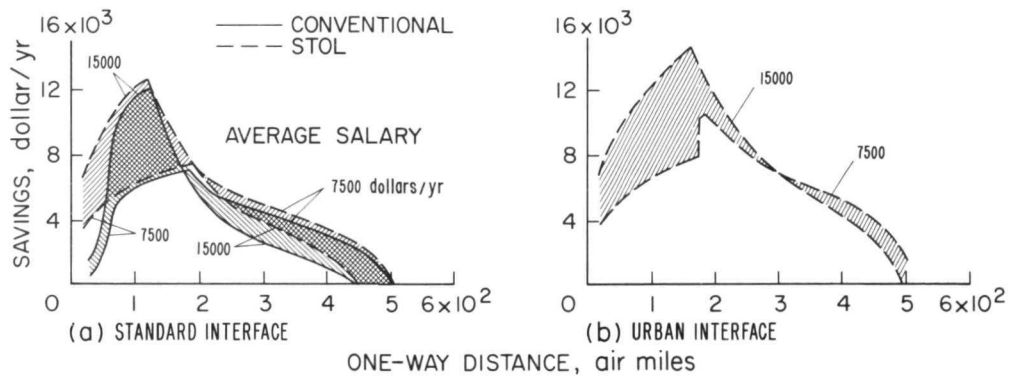 16×10³
CONVENTIONAL
STOL
15000
12
AVERAGE SALARY
8
7500 dollars/yr
4
7500
15000
0 1 2 3 4 5 6×10²
(a) STANDARD INTERFACE
SAVINGS, dollar/yr
16×10³
12
15000
8
7500
4
0 1 2 3 4 5 6×10²
(b) URBAN INTERFACE
ONE-WAY DISTANCE, air miles